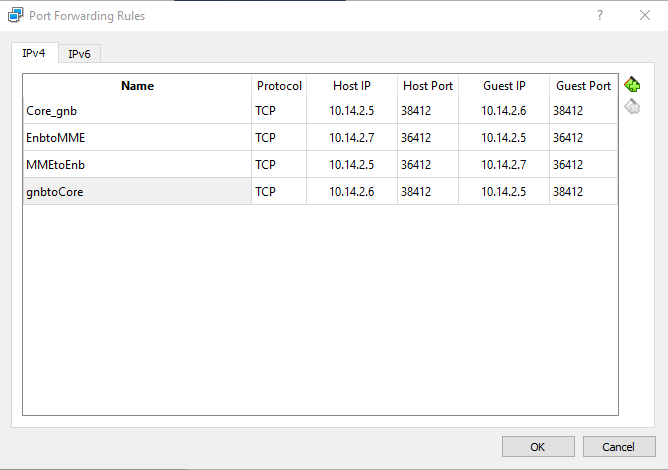 Port Forwarding Rules ?
IPv4 IPv6
Name Protocol Host IP Host Port Guest IP Guest Port
Core_gnb TCP 10.14.2.5 38412 10.14.2.6 38412
EnbtoMME TCP 10.14.2.7 36412 10.14.2.5 36412
MMEtoEnb TCP 10.14.2.5 36412 10.14.2.7 36412
gnbtoCore TCP 10.14.2.6 38412 10.14.2.5 38412
OK Cancel